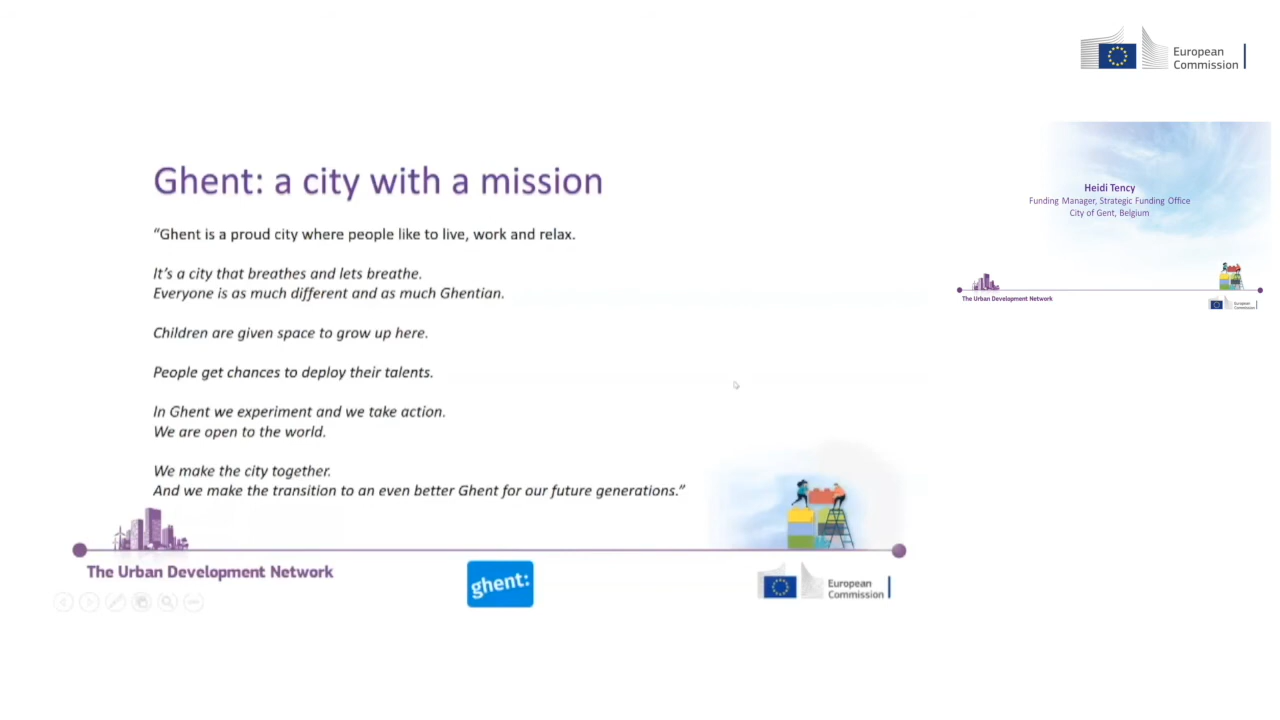 European
Commission
Ghent: a city with a mission
“Ghent is a proud city where people like to live, work and relax.
It’s a city that breathes and lets breathe.
Everyone is as much different and as much Ghentian.
Children are given space to grow up here.
People get chances to deploy their talents.
In Ghent we experiment and we take action.
We are open to the world.
We make the city together.
And we make the transition to an even better Ghent for our future generations.”
The Urban Development Network
ghent:
European
Commission
Heidi Tency
Funding Manager, Strategic Funding Office
City of Gent, Belgium
The Urban Development Network
European
Commission